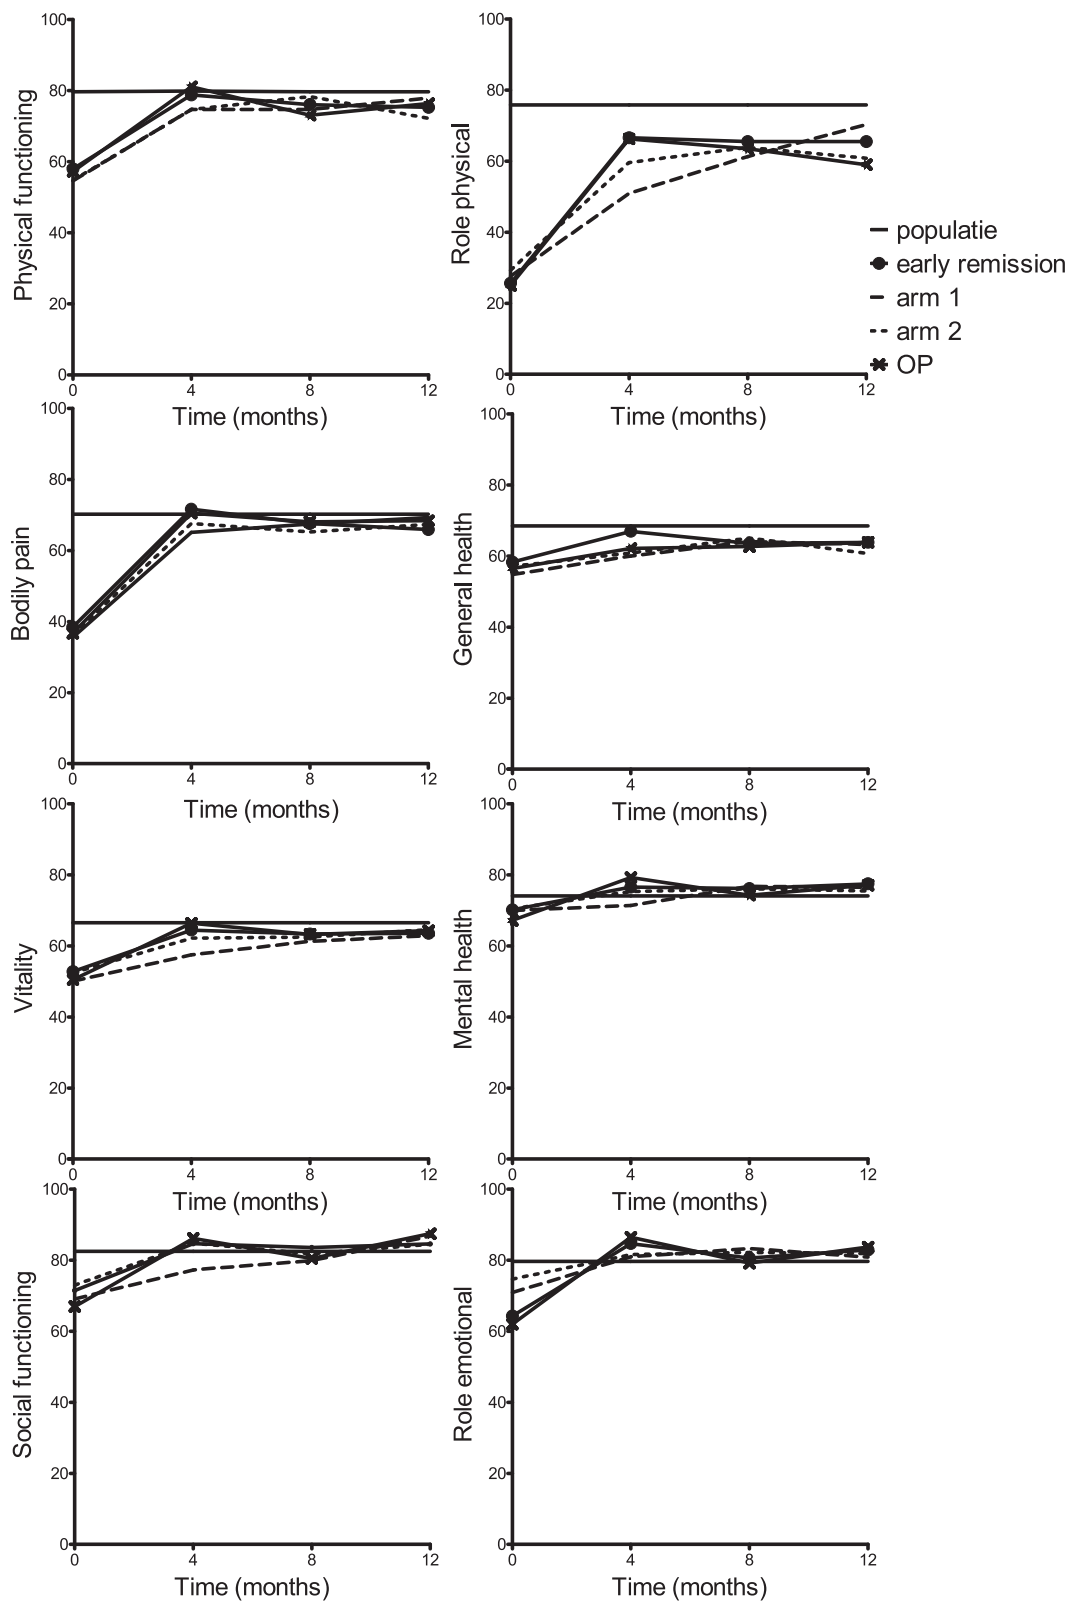 Physical functioning
100
80
60
40
20
0
0 4 8 12
Time (months)
Role physical
100
80
60
40
20
0
0 4 8 12
Time (months)
populatie
early remission
arm 1
arm 2
OP
Bodily pain
100
80
60
40
20
0
0 4 8 12
Time (months)
General health
100
80
60
40
20
0
0 4 8 12
Time (months)
Vitality
100
80
60
40
20
0
0 4 8 12
Time (months)
Mental health
100
80
60
40
20
0
0 4 8 12
Time (months)
Social functioning
100
80
60
40
20
0
0 4 8 12
Time (months)
Role emotional
100
80
60
40
20
0
0 4 8 12
Time (months)